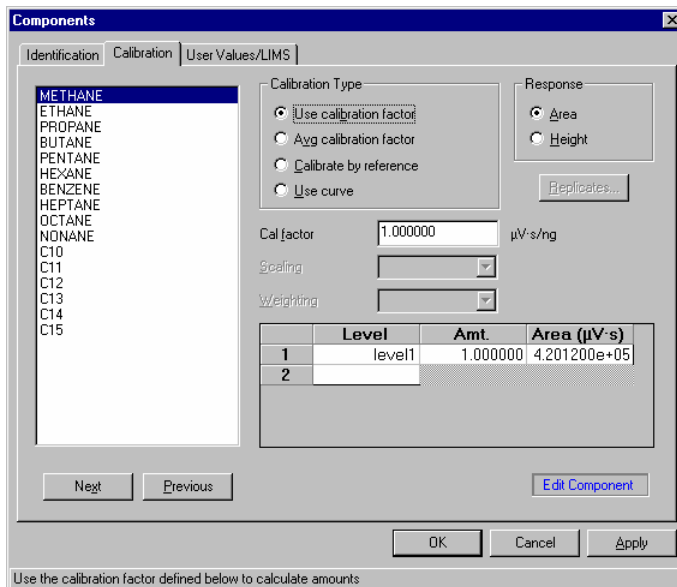 Components
Identification Calibration User Values/LIMS
METHANE
ETHANE
PROPANE
BUTANE
PENTANE
HEXANE
BENZENE
HEPTANE
OCTANE
NONANE
C10
C11
C12
C13
C14
C15
Calibration Type
Use calibration factor
Avg calibration factor
Calibrate by reference
Use curve
Response
Area
Height
Replicates...
Cal factor 1.000000 µV·s/ng
Scaling
Weighting
Level Amt. Area (µV·s)
1 level1 1.000000 4.201200e+05
2
Next Previous Edit Component
OK Cancel Apply
Use the calibration factor defined below to calculate amounts